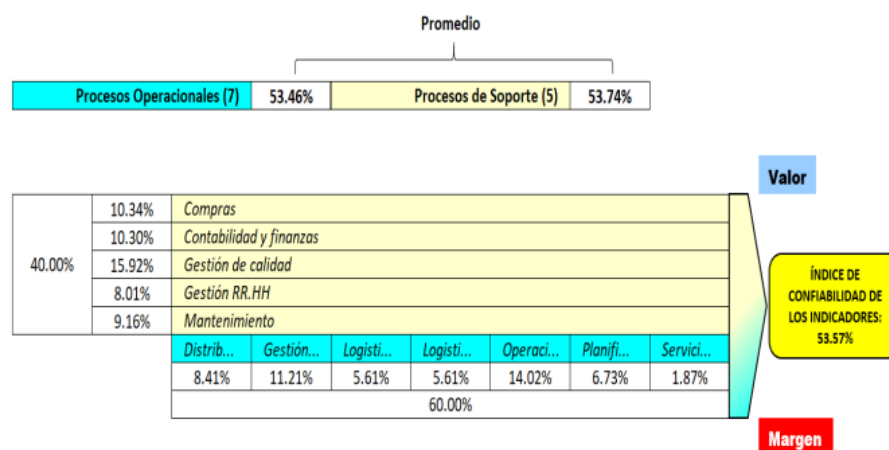 Promedio
Procesos Operacionales (7) 53.46% Procesos de Soporte (5) 53.74%
Valor
40.00%
10.34% Compras
10.30% Contabilidad y finanzas
15.92% Gestión de calidad
8.01% Gestión RR.HH
9.16% Mantenimiento
Distrib... Gestión... Logisti... Logisti... Operaci... Planifi... Servici...
8.41% 11.21% 5.61% 5.61% 14.02% 6.73% 1.87%
60.00%
ÍNDICE DE
CONFIABILIDAD DE
LOS INDICADORES:
53.57%
Margen